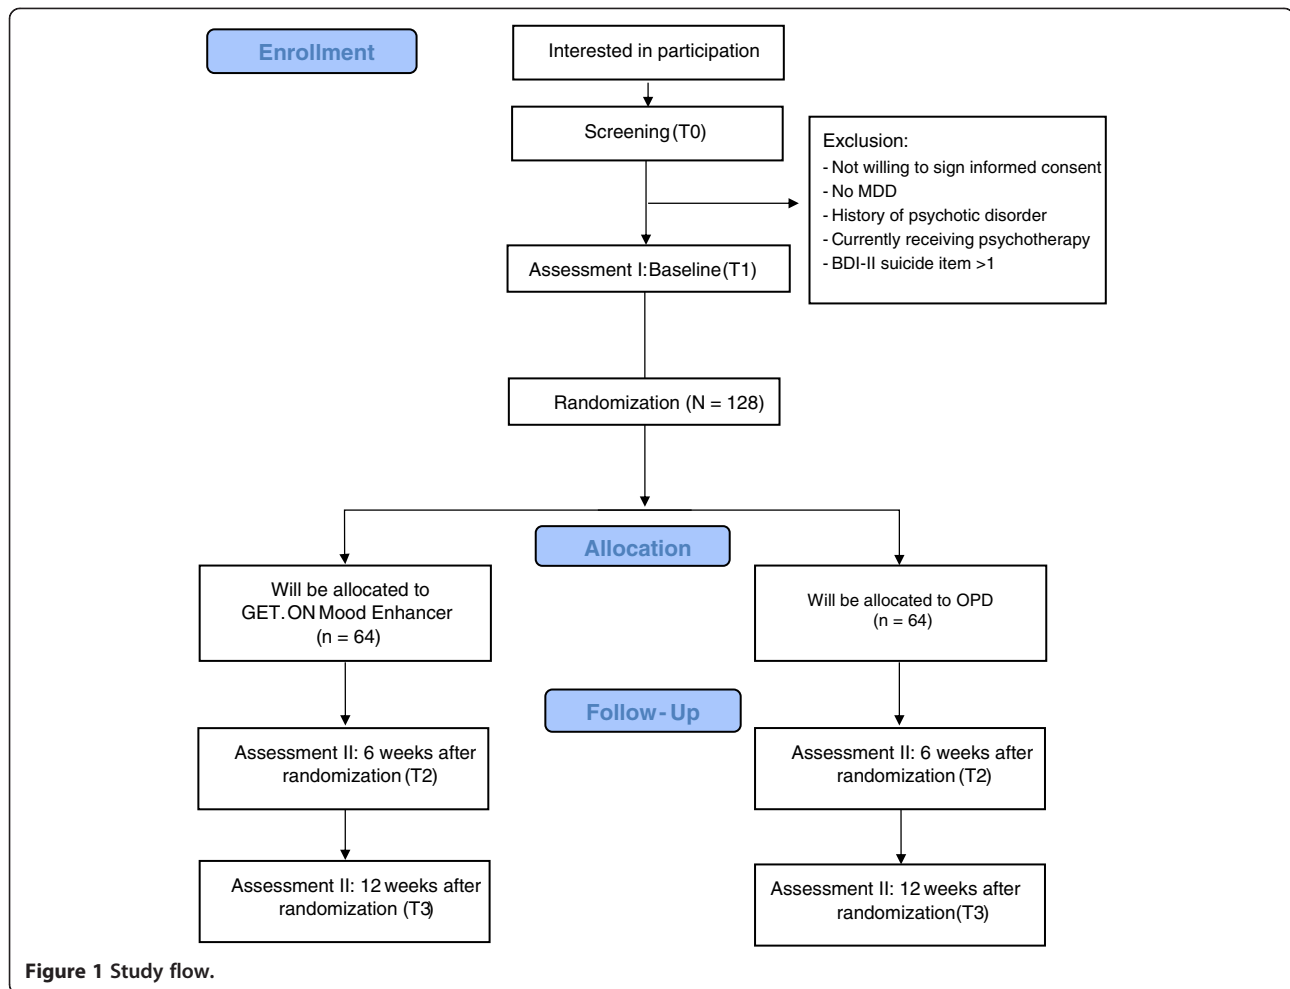 Enrollment
Interested in participation
Screening (T0)
Exclusion:
- Not willing to sign informed consent
- No MDD
- History of psychotic disorder
- Currently receiving psychotherapy
- BDI-II suicide item >1
Assessment I: Baseline (T1)
Randomization (N = 128)
Allocation
Will be allocated to
GET.ON Mood Enhancer
(n = 64)
Will be allocated to OPD
(n = 64)
Follow-Up
Assessment II: 6 weeks after
randomization (T2)
Assessment II: 6 weeks after
randomization (T2)
Assessment II: 12 weeks after
randomization (T3)
Assessment II: 12 weeks after
randomization(T3)
Figure 1 Study flow.